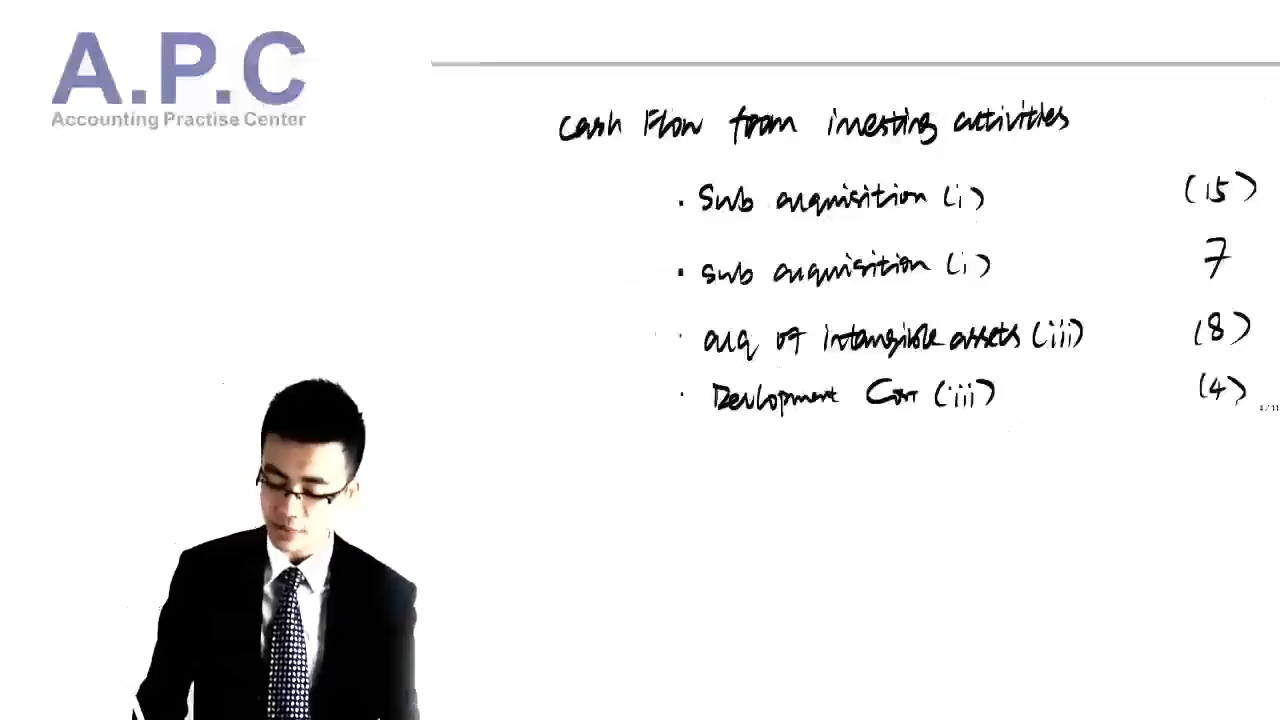 A.P.C
Accounting Practise Center
Cash Flow from investing activities
. Sub acquisition (i) (15)
. Sub acquisition (i) 7
. acq of intangible assets (iii) (8)
. Development Cost (iii) (4)